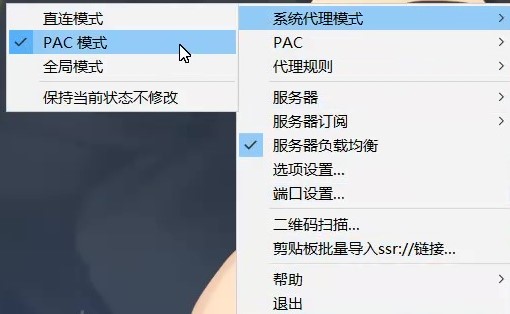 直连模式
PAC 模式
全局模式
保持当前状态不修改
系统代理模式
PAC
代理规则
服务器
服务器订阅
服务器负载均衡
选项设置...
端口设置...
二维码扫描...
剪贴板批量导入ssr://链接...
帮助
退出